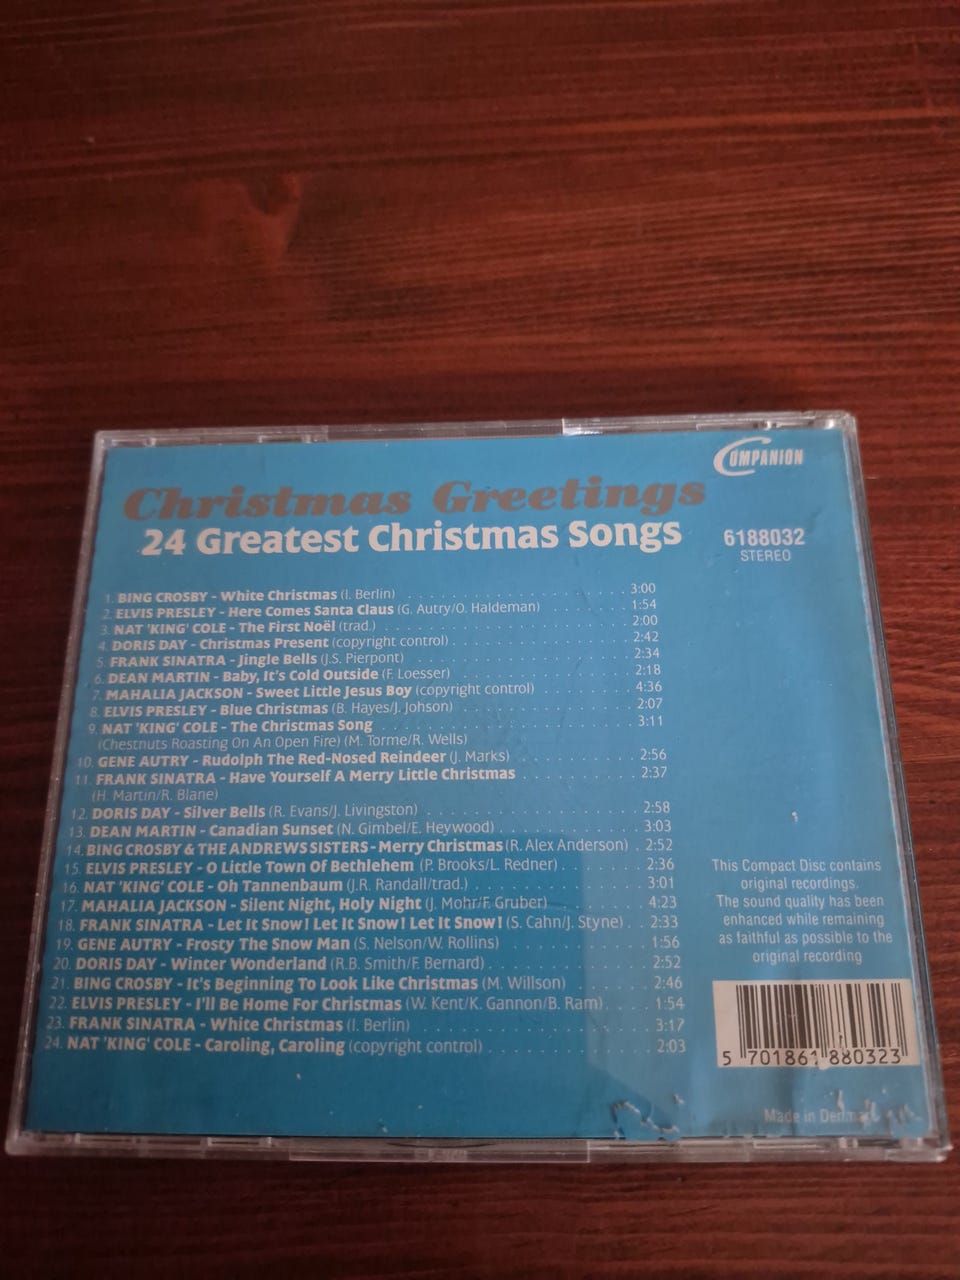 COMPANION
Christmas Greetings
24 Greatest Christmas Songs
6188032
STEREO
1. BING CROSBY - White Christmas (I. Berlin) . . . . . . . . . . 3:00
2. ELVIS PRESLEY - Here Comes Santa Claus (G. Autry/O. Haldeman) . . . . . . . . . . 1:54
3. NAT 'KING' COLE - The First Noël (trad.) . . . . . . . . . . 2:00
4. DORIS DAY - Christmas Present (copyright control) . . . . . . . . . . 2:42
5. FRANK SINATRA - Jingle Bells (J.S. Pierpont) . . . . . . . . . . 2:34
6. DEAN MARTIN - Baby, It's Cold Outside (F. Loesser) . . . . . . . . . . 2:18
7. MAHALIA JACKSON - Sweet Little Jesus Boy (copyright control) . . . . . . . . . . 4:36
8. ELVIS PRESLEY - Blue Christmas (B. Hayes/J. Johson) . . . . . . . . . . 2:07
9. NAT 'KING' COLE - The Christmas Song . . . . . . . . . . 3:11
(Chestnuts Roasting On An Open Fire) (M. Torme/R. Wells)
10. GENE AUTRY - Rudolph The Red-Nosed Reindeer (J. Marks) . . . . . . . . . . 2:56
11. FRANK SINATRA - Have Yourself A Merry Little Christmas . . . . . . . . . . 2:37
(H. Martin/R. Blane)
12. DORIS DAY - Silver Bells (R. Evans/J. Livingston) . . . . . . . . . . 2:58
13. DEAN MARTIN - Canadian Sunset (N. Gimbel/E. Heywood) . . . . . . . . . . 3:03
14. BING CROSBY & THE ANDREWS SISTERS - Merry Christmas (R. Alex Anderson) . 2:52
15. ELVIS PRESLEY - O Little Town Of Bethlehem (P. Brooks/L. Redner) . . . . . . . . . . 2:36
16. NAT 'KING' COLE - Oh Tannenbaum (J.R. Randall/trad.) . . . . . . . . . . 3:01
17. MAHALIA JACKSON - Silent Night, Holy Night (J. Mohr/F. Gruber) . . . . . . . . . . 4:23
18. FRANK SINATRA - Let It Snow! Let It Snow! Let It Snow! (S. Cahn/J. Styne) . . 2:33
19. GENE AUTRY - Frosty The Snow Man (S. Nelson/W. Rollins) . . . . . . . . . . 1:56
20. DORIS DAY - Winter Wonderland (R.B. Smith/F. Bernard) . . . . . . . . . . 2:52
21. BING CROSBY - It's Beginning To Look Like Christmas (M. Willson) . . . . . . . . . . 2:46
22. ELVIS PRESLEY - I'll Be Home For Christmas (W. Kent/K. Gannon/B. Ram) . . . . 1:54
23. FRANK SINATRA - White Christmas (I. Berlin) . . . . . . . . . . 3:17
24. NAT 'KING' COLE - Caroling, Caroling (copyright control) . . . . . . . . . . 2:03
This Compact Disc contains
original recordings.
The sound quality has been
enhanced while remaining
as faithful as possible to the
original recording
5 701861 880323
Made in Denmark